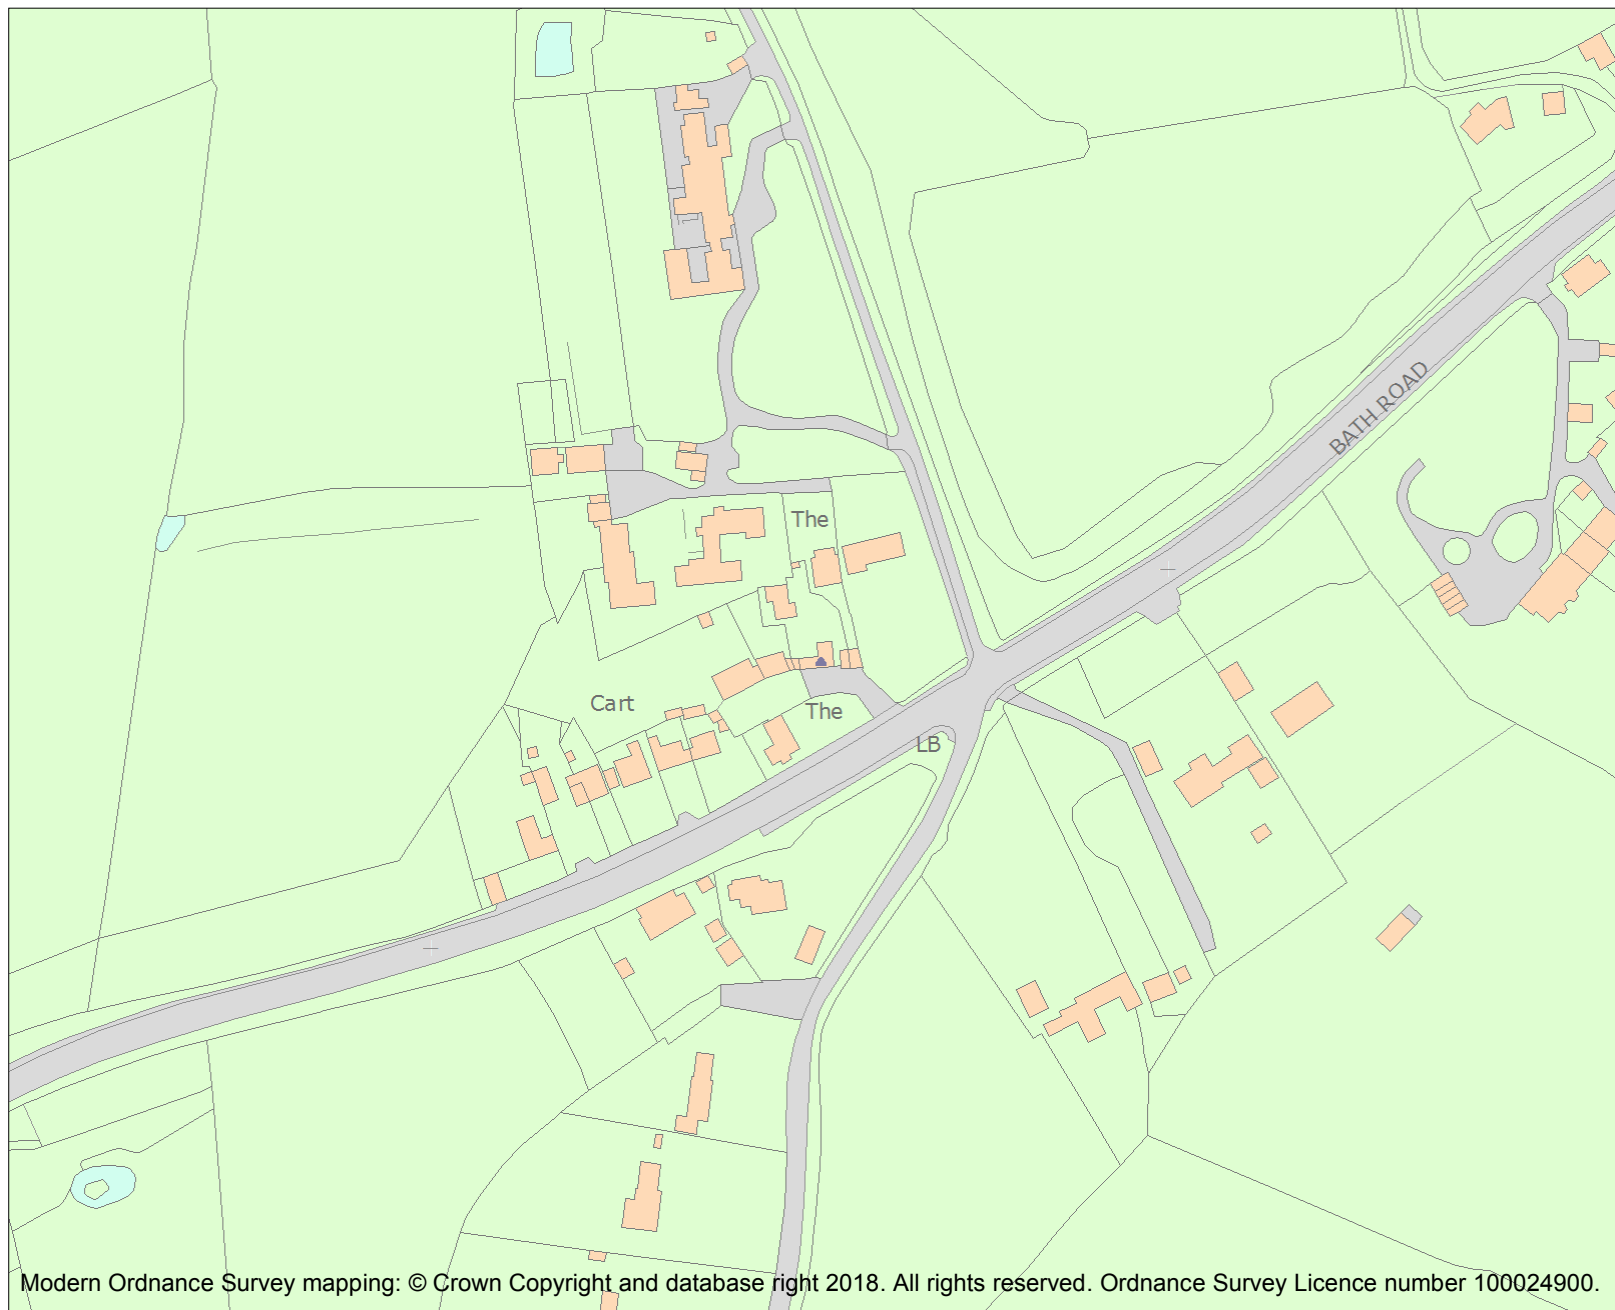 BATH ROAD
The
Cart
The
LB
Modern Ordnance Survey mapping: © Crown Copyright and database right 2018. All rights reserved. Ordnance Survey Licence number 100024900.